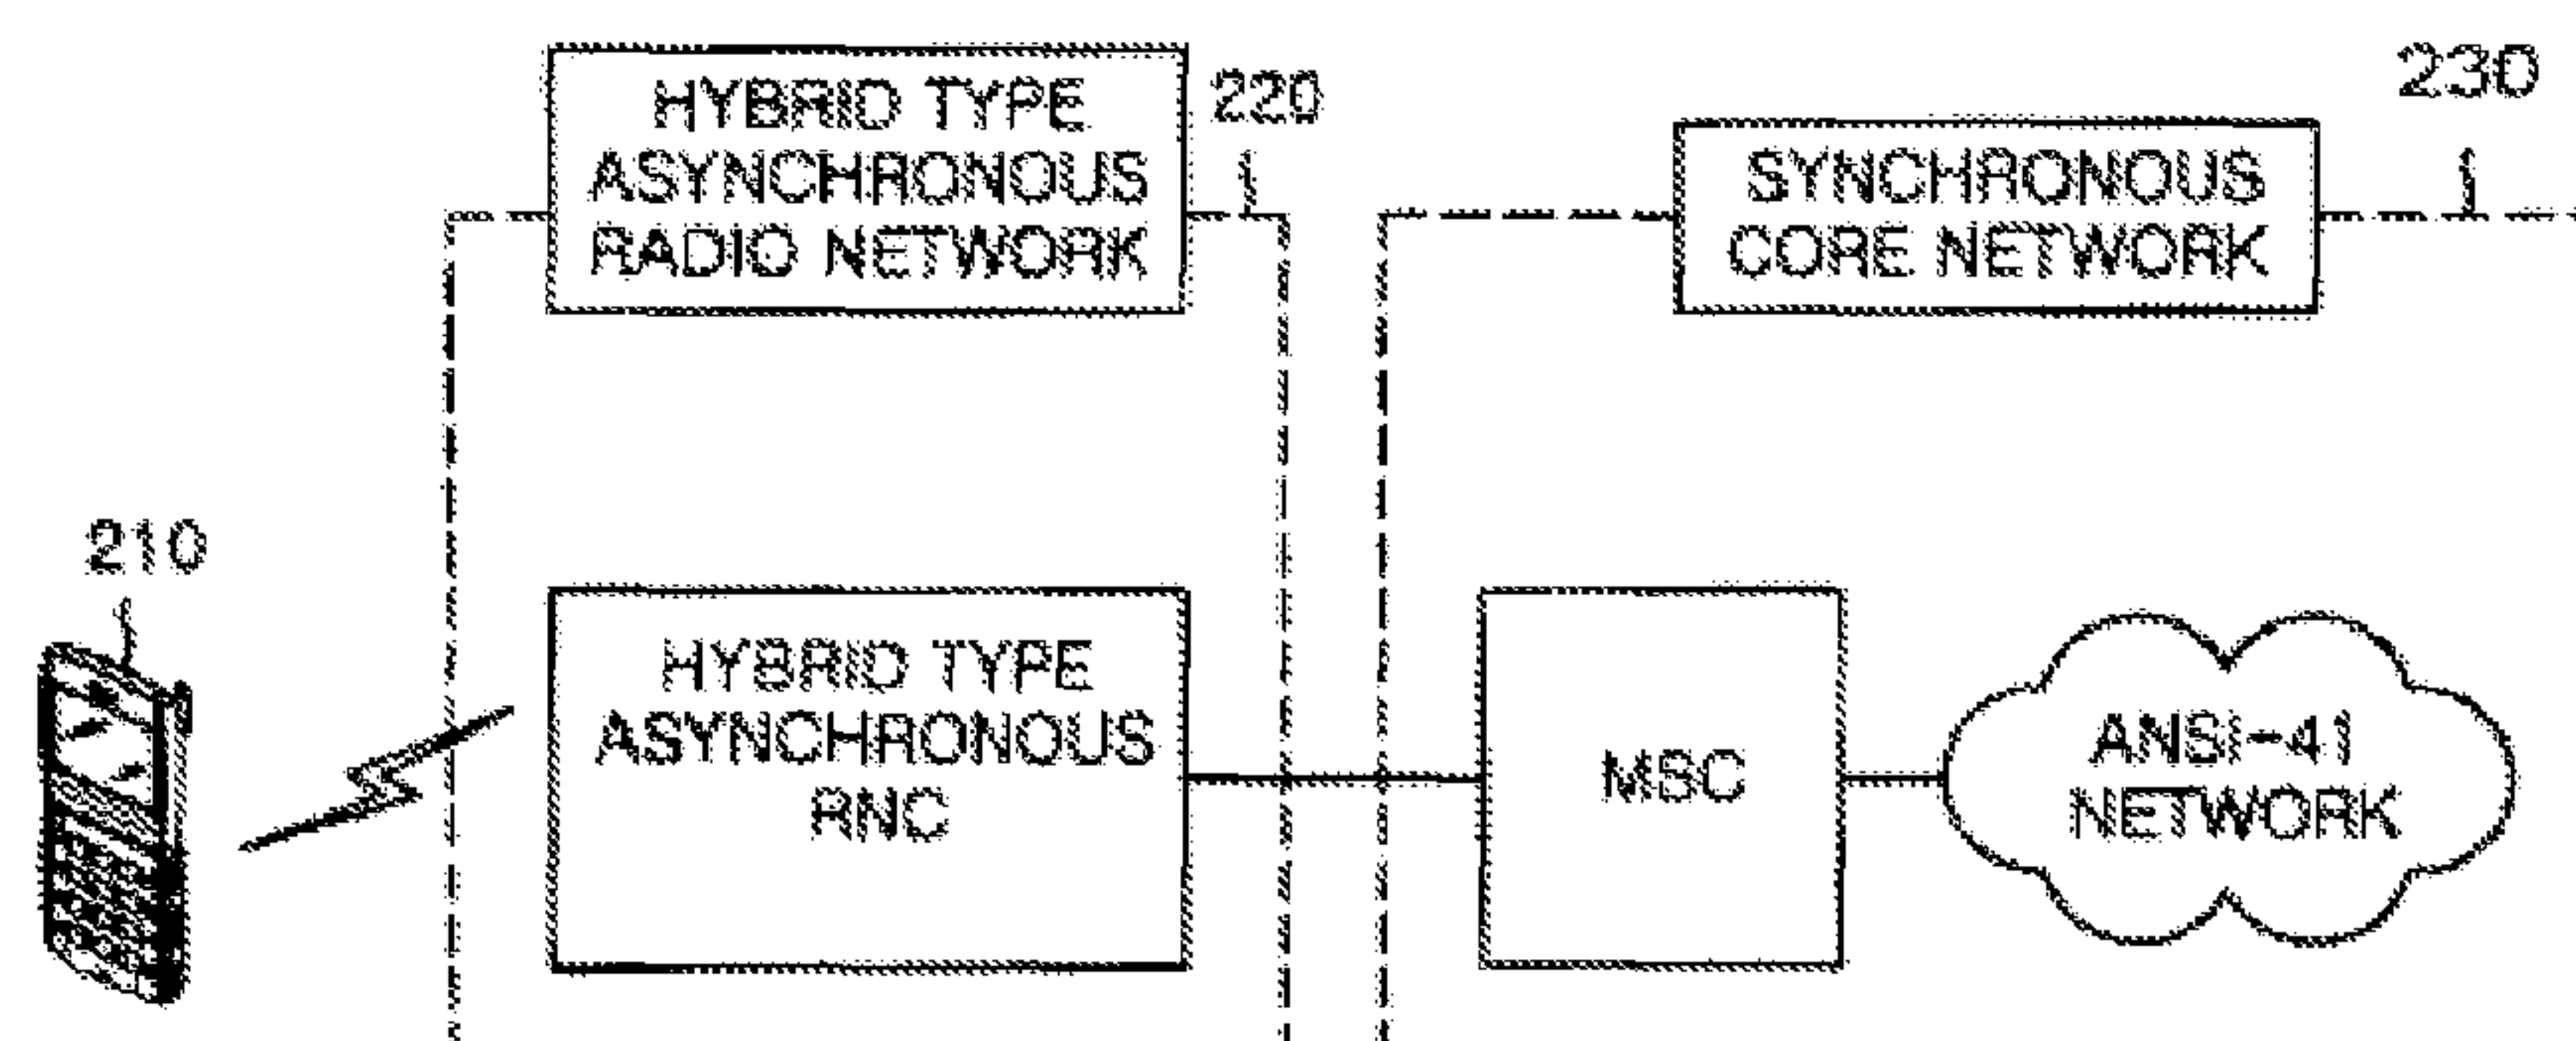 HYBRID TYPE
ASYNCHRONOUS
RADIO NETWORK
220
SYNCHRONOUS
CORE NETWORK
230
210
HYBRID TYPE
ASYNCHRONOUS
RNC
MSC
ANSI-41
NETWORK